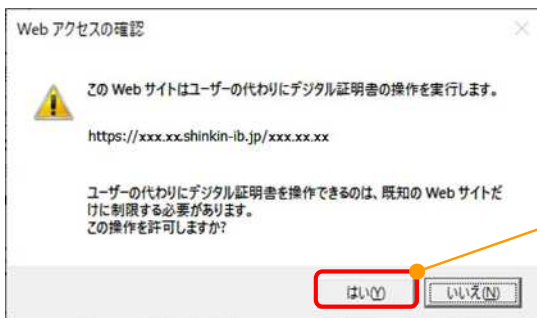 Web アクセスの確認
この Web サイトはユーザーの代わりにデジタル証明書の操作を実行します。
https://xxx.xx.shinkin-ib.jp/xxx.xx.xx
ユーザーの代わりにデジタル証明書を操作できるのは、既知の Web サイトだ
けに制限する必要があります。
この操作を許可しますか?
はい(Y) いいえ(N)